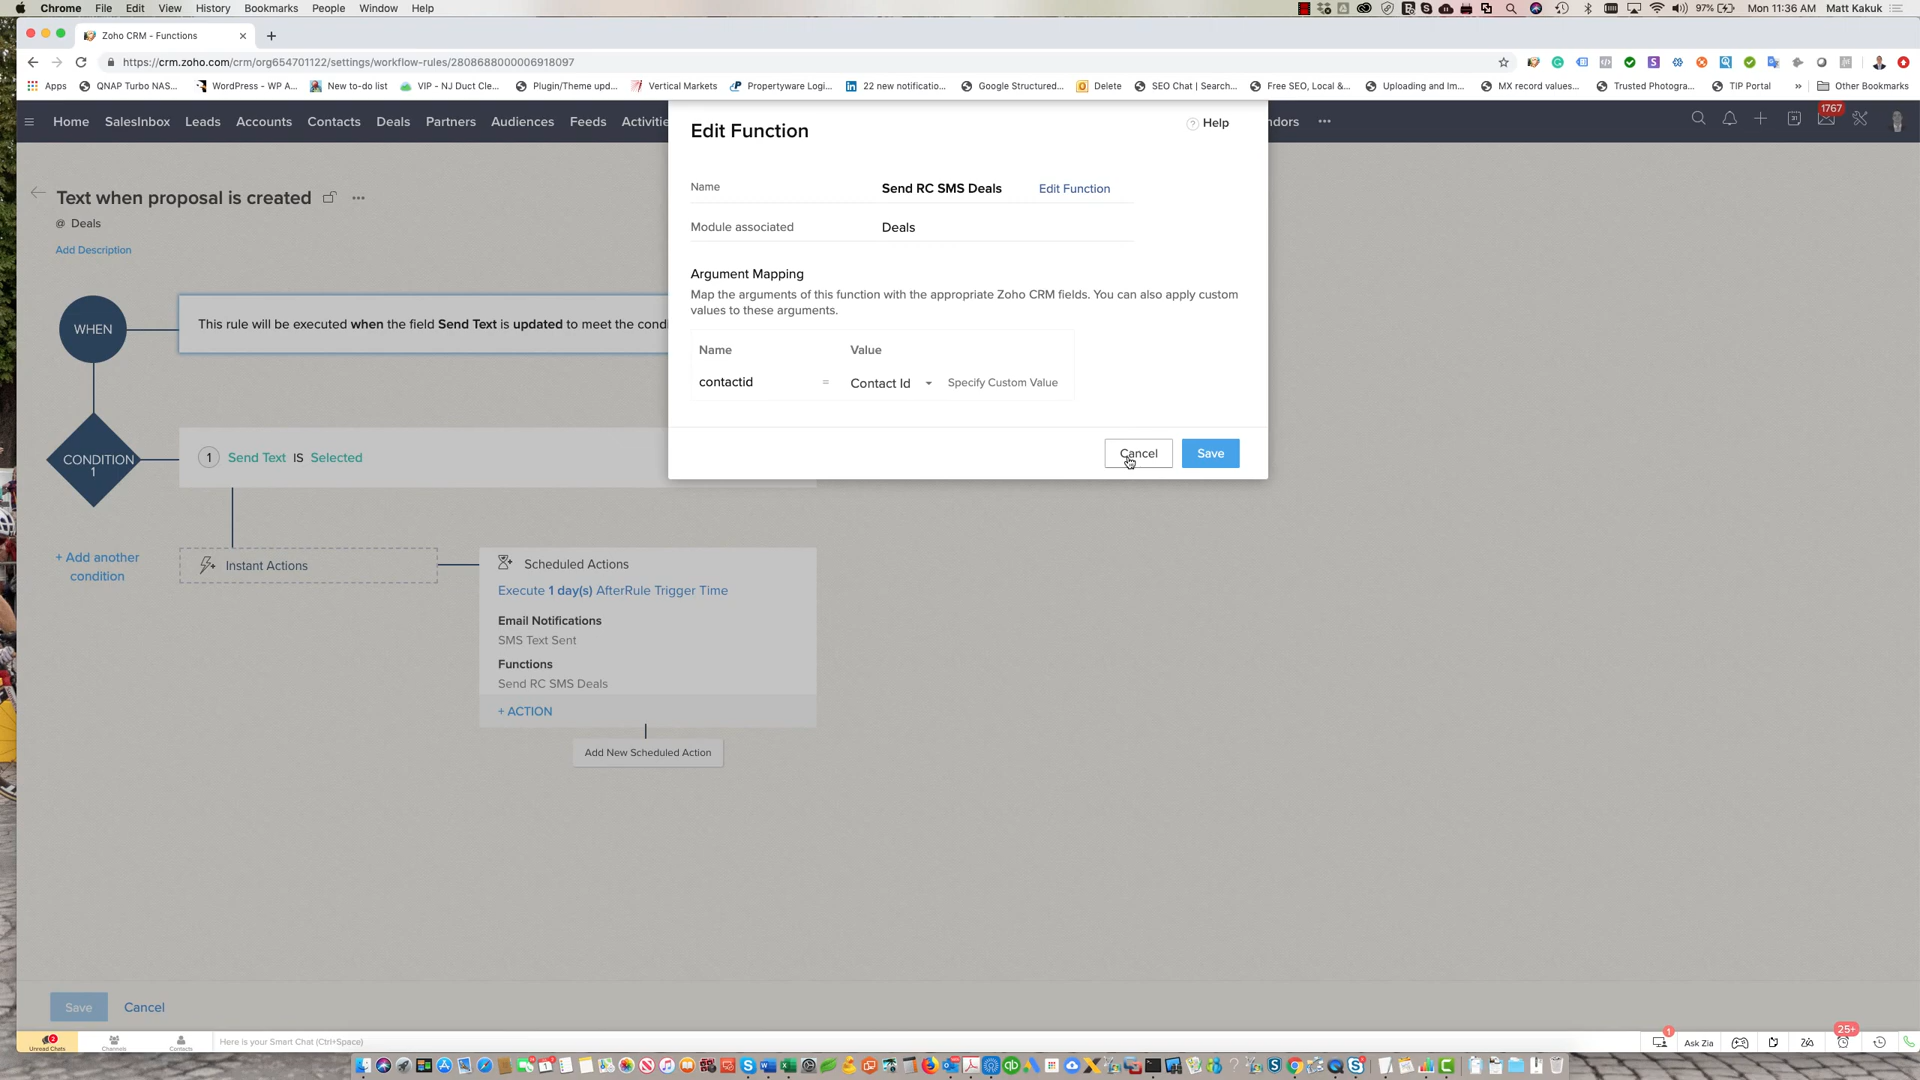 Chrome File Edit View History Bookmarks People Window Help
97% Mon 11:36 AM Matt Kakuk
Zoho CRM - Functions
https://crm.zoho.com/crm/org654701122/settings/workflow-rules/2808688000006918097
Apps QNAP Turbo NAS... WordPress - WP A... New to-do list VIP - NJ Duct Cle... Plugin/Theme upd... Vertical Markets Propertyware Logi... 22 new notificatio... Google Structured... Delete SEO Chat | Search... Free SEO, Local &... Uploading and Im... MX record values... Trusted Photogra... TIP Portal » Other Bookmarks
Home SalesInbox Leads Accounts Contacts Deals Partners Audiences Feeds Activitie ndors ••• 1767
Edit Function
Help
Name Send RC SMS Deals Edit Function
Module associated Deals
Argument Mapping
Map the arguments of this function with the appropriate Zoho CRM fields. You can also apply custom
values to these arguments.
Name Value
contactid = Contact Id Specify Custom Value
Cancel Save
Text when proposal is created •••
@ Deals
Add Description
WHEN
This rule will be executed when the field Send Text is updated to meet the condi
CONDITION
1
1 Send Text IS Selected
+ Add another
condition
Instant Actions
Scheduled Actions
Execute 1 day(s) AfterRule Trigger Time
Email Notifications
SMS Text Sent
Functions
Send RC SMS Deals
+ ACTION
Add New Scheduled Action
Save Cancel
Unread Chats Channels Contacts Here is your Smart Chat (Ctrl+Space)
1 Ask Zia 25+